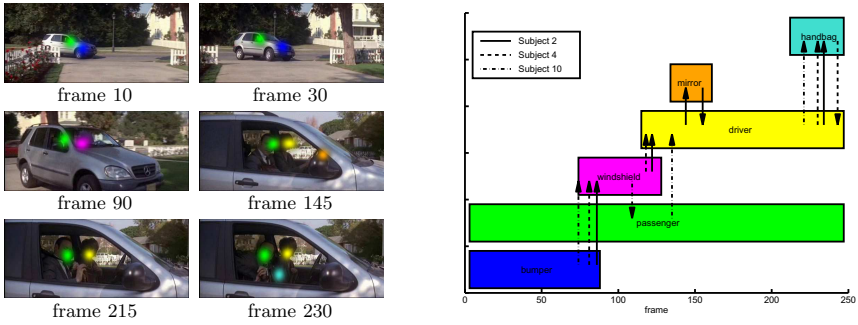 frame 10
frame 30
frame 90
frame 145
frame 215
frame 230
Subject 2
Subject 4
Subject 10
handbag
mirror
driver
windshield
passenger
bumper
0
50
100
150
200
250
frame